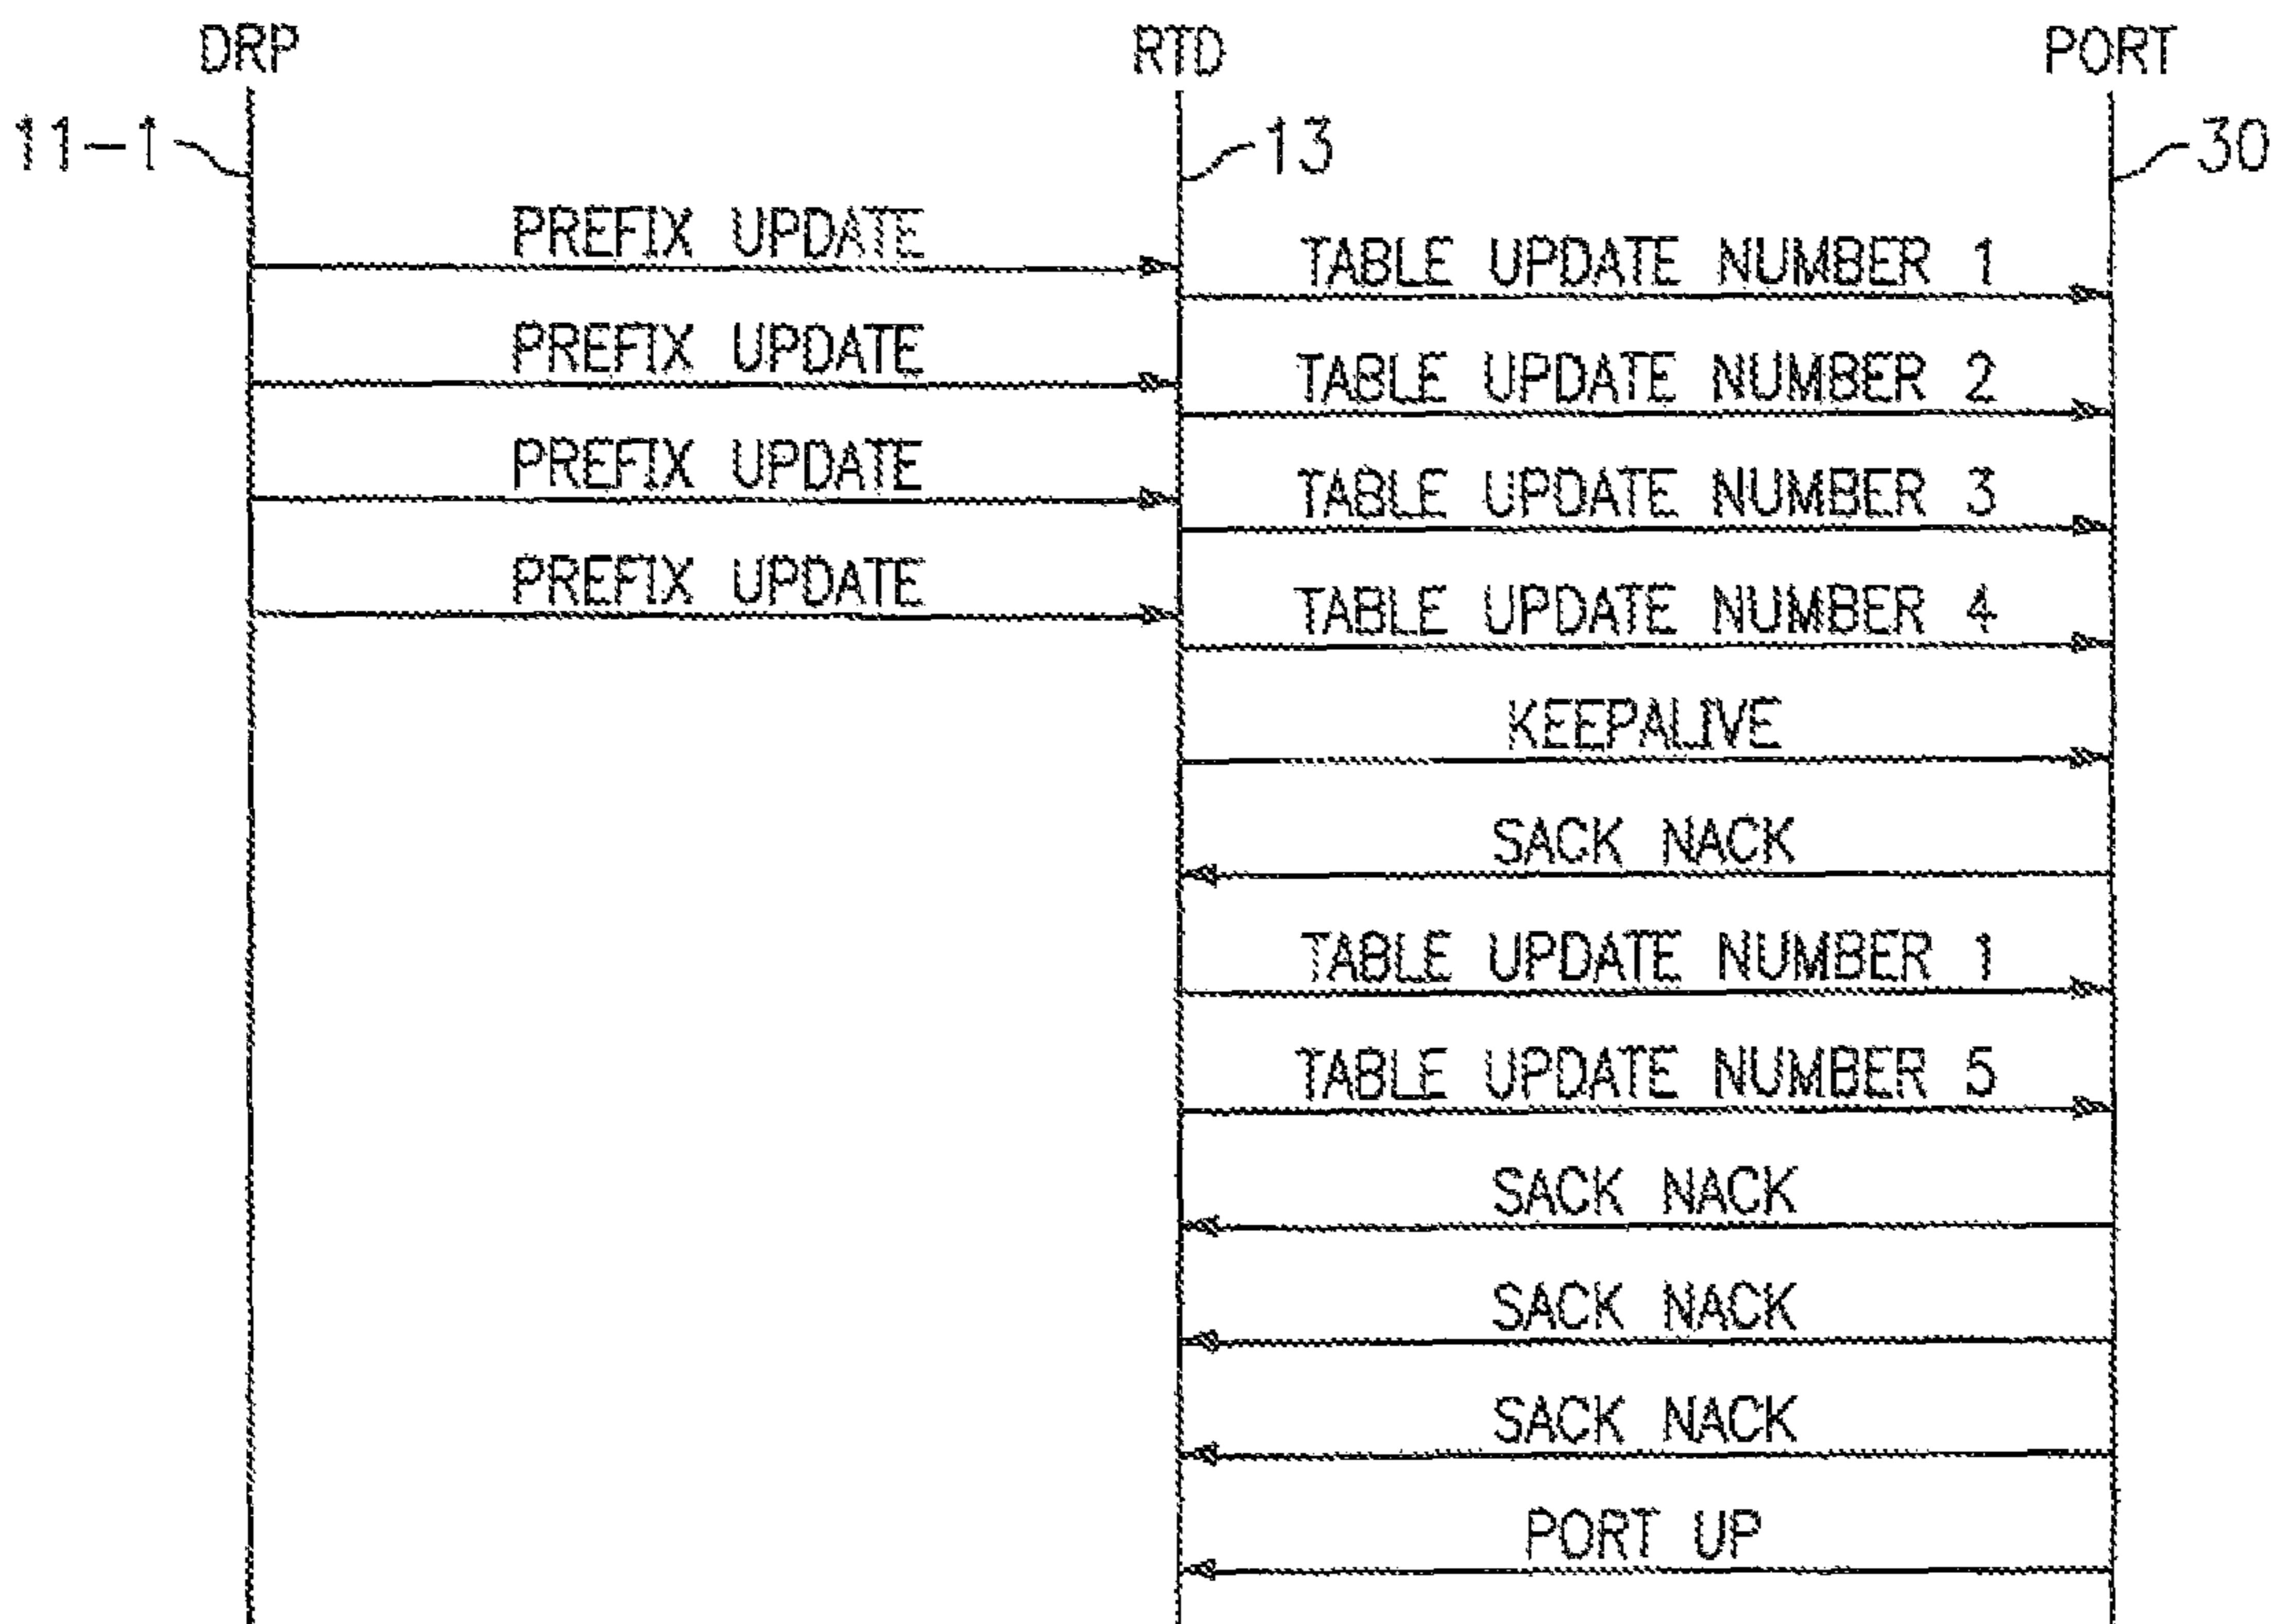 DRP RTD PORT
11-1 13 30
PREFIX UPDATE
TABLE UPDATE NUMBER 1
PREFIX UPDATE
TABLE UPDATE NUMBER 2
PREFIX UPDATE
TABLE UPDATE NUMBER 3
PREFIX UPDATE
TABLE UPDATE NUMBER 4
KEEPALIVE
SACK NACK
TABLE UPDATE NUMBER 1
TABLE UPDATE NUMBER 5
SACK NACK
SACK NACK
SACK NACK
PORT UP